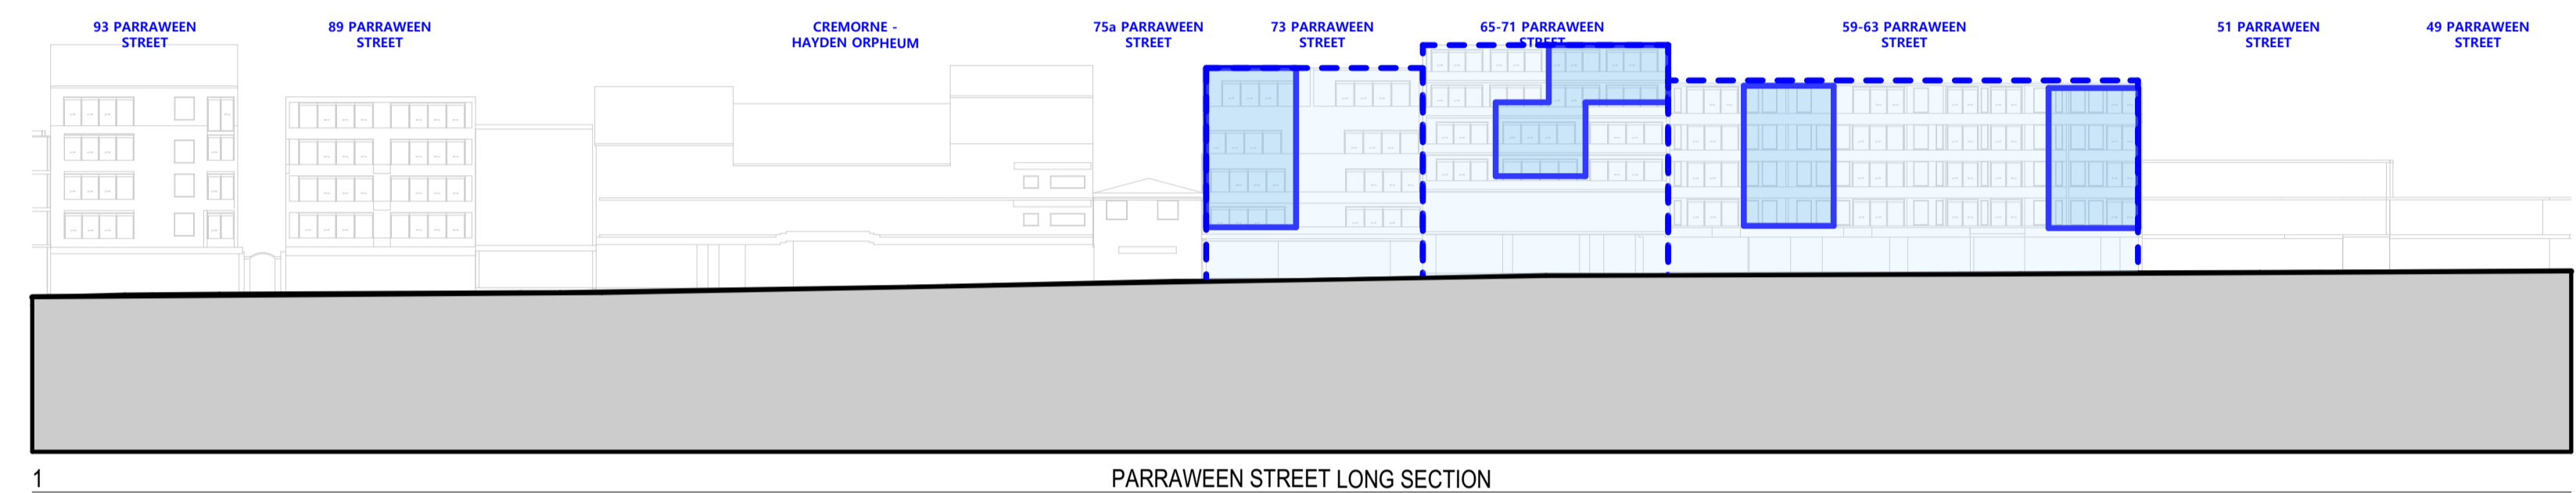 93 PARRAWEEN
STREET
89 PARRAWEEN
STREET
CREMORNE -
HAYDEN ORPHEUM
75a PARRAWEEN
STREET
73 PARRAWEEN
STREET
65-71 PARRAWEEN
STREET
59-63 PARRAWEEN
STREET
51 PARRAWEEN
STREET
49 PARRAWEEN
STREET
1
PARRAWEEN STREET LONG SECTION